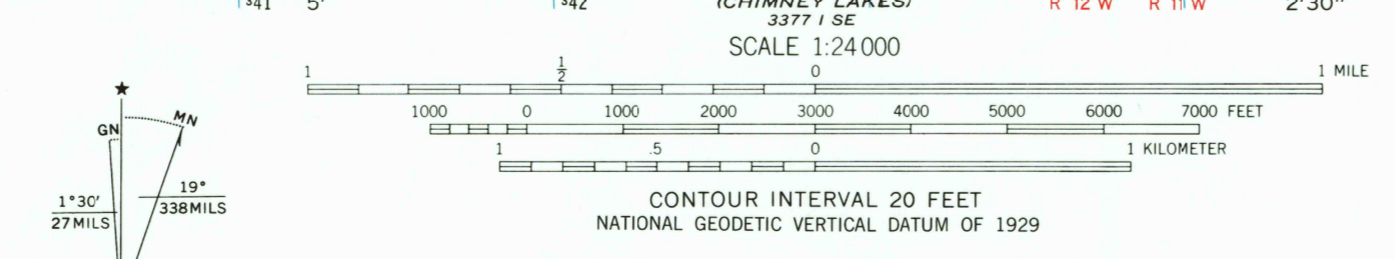 ³41 5' ³42 (CHIMNEY LAKES) R 12 W R 11 W 2'30"
3377 I SE
SCALE 1:24 000
1 1/2 0 1 MILE
1000 0 1000 2000 3000 4000 5000 6000 7000 FEET
1 .5 0 1 KILOMETER
GN MN
1°30'
27 MILS
19°
338 MILS
CONTOUR INTERVAL 20 FEET
NATIONAL GEODETIC VERTICAL DATUM OF 1929